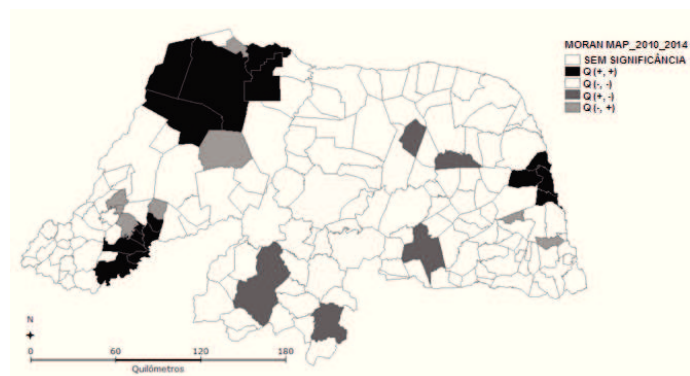 MORAN MAP_2010_2014
SEM SIGNIFICÂNCIA
Q (+, +)
Q (-, -)
Q (+, -)
Q (-, +)
N
0 60 120 180
Quilômetros